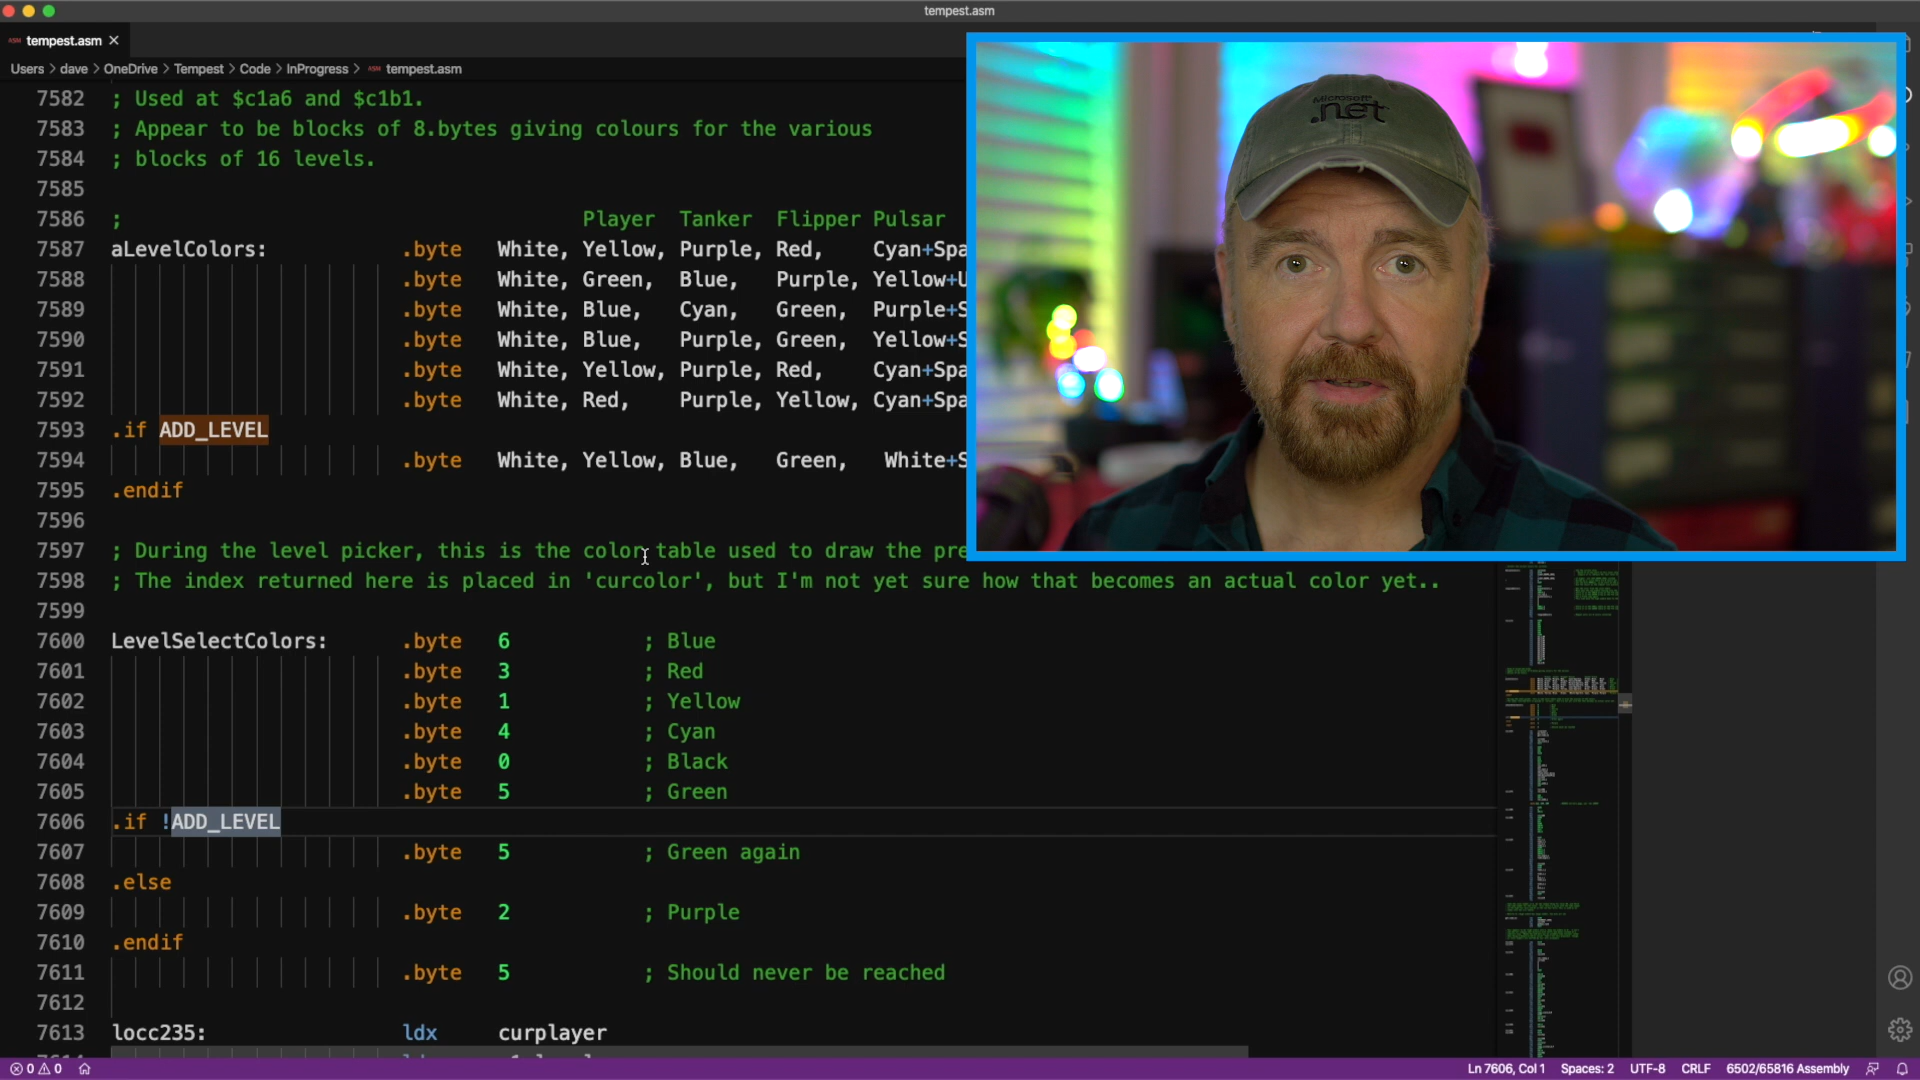 tempest.asm
ASM tempest.asm ×
Users > dave > OneDrive > Tempest > Code > InProgress > ASM tempest.asm
7582 ; Used at $c1a6 and $c1b1.
7583 ; Appear to be blocks of 8.bytes giving colours for the various
7584 ; blocks of 16 levels.
7585
7586 ; Player Tanker Flipper Pulsar
7587 aLevelColors: .byte White, Yellow, Purple, Red, Cyan+Spa
7588 .byte White, Green, Blue, Purple, Yellow+U
7589 .byte White, Blue, Cyan, Green, Purple+S
7590 .byte White, Blue, Purple, Green, Yellow+S
7591 .byte White, Yellow, Purple, Red, Cyan+Spa
7592 .byte White, Red, Purple, Yellow, Cyan+Spa
7593 .if ADD_LEVEL
7594 .byte White, Yellow, Blue, Green, White+S
7595 .endif
7596
7597 ; During the level picker, this is the color table used to draw the pre
7598 ; The index returned here is placed in 'curcolor', but I'm not yet sure how that becomes an actual color yet..
7599
7600 LevelSelectColors: .byte 6 ; Blue
7601 .byte 3 ; Red
7602 .byte 1 ; Yellow
7603 .byte 4 ; Cyan
7604 .byte 0 ; Black
7605 .byte 5 ; Green
7606 .if !ADD_LEVEL
7607 .byte 5 ; Green again
7608 .else
7609 .byte 2 ; Purple
7610 .endif
7611 .byte 5 ; Should never be reached
7612
7613 locc235: ldx curplayer
Microsoft
.net
0 0
Ln 7606, Col 1 Spaces: 2 UTF-8 CRLF 6502/65816 Assembly